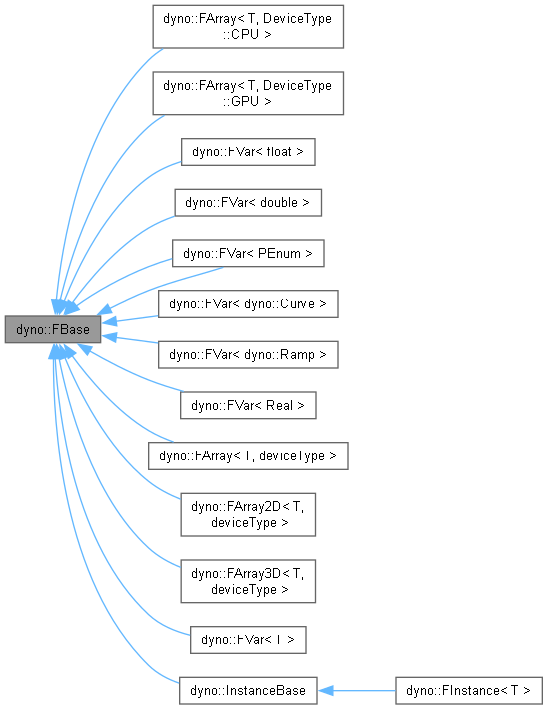 dyno::FArray< T, DeviceType
::CPU >
dyno::FArray< T, DeviceType
::GPU >
dyno::FVar< float >
dyno::FVar< double >
dyno::FVar< PEnum >
dyno::FVar< dyno::Curve >
dyno::FBase
dyno::FVar< dyno::Ramp >
dyno::FVar< Real >
dyno::FArray< T, deviceType >
dyno::FArray2D< T,
deviceType >
dyno::FArray3D< T,
deviceType >
dyno::FVar< T >
dyno::InstanceBase
dyno::FInstance< T >